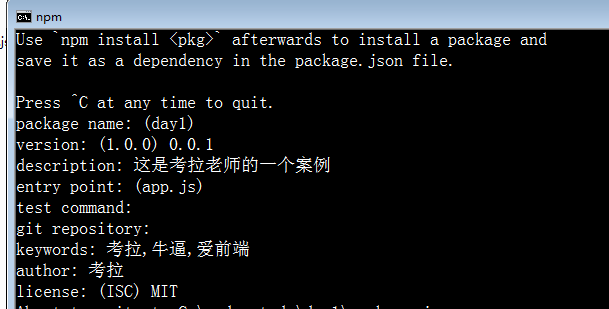 npm
Use `npm install <pkg>` afterwards to install a package and
save it as a dependency in the package.json file.
Press ^C at any time to quit.
package name: (day1)
version: (1.0.0) 0.0.1
description: 这是考拉老师的一个案例
entry point: (app.js)
test command:
git repository:
keywords: 考拉,牛逼,爱前端
author: 考拉
license: (ISC) MIT